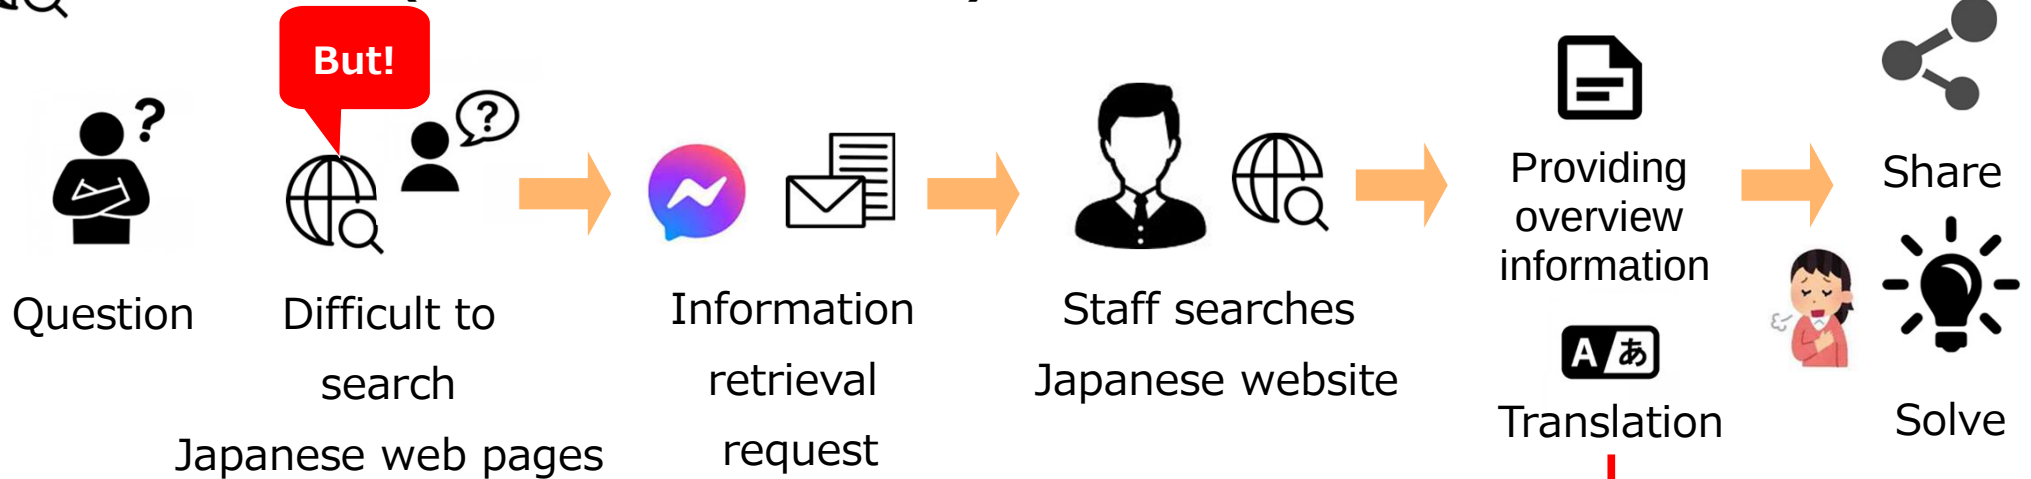 But!
?
?
Question
Difficult to
search
Japanese web pages
Information
retrieval
request
Staff searches
Japanese website
Providing
overview
information
A/あ
Translation
Share
Solve